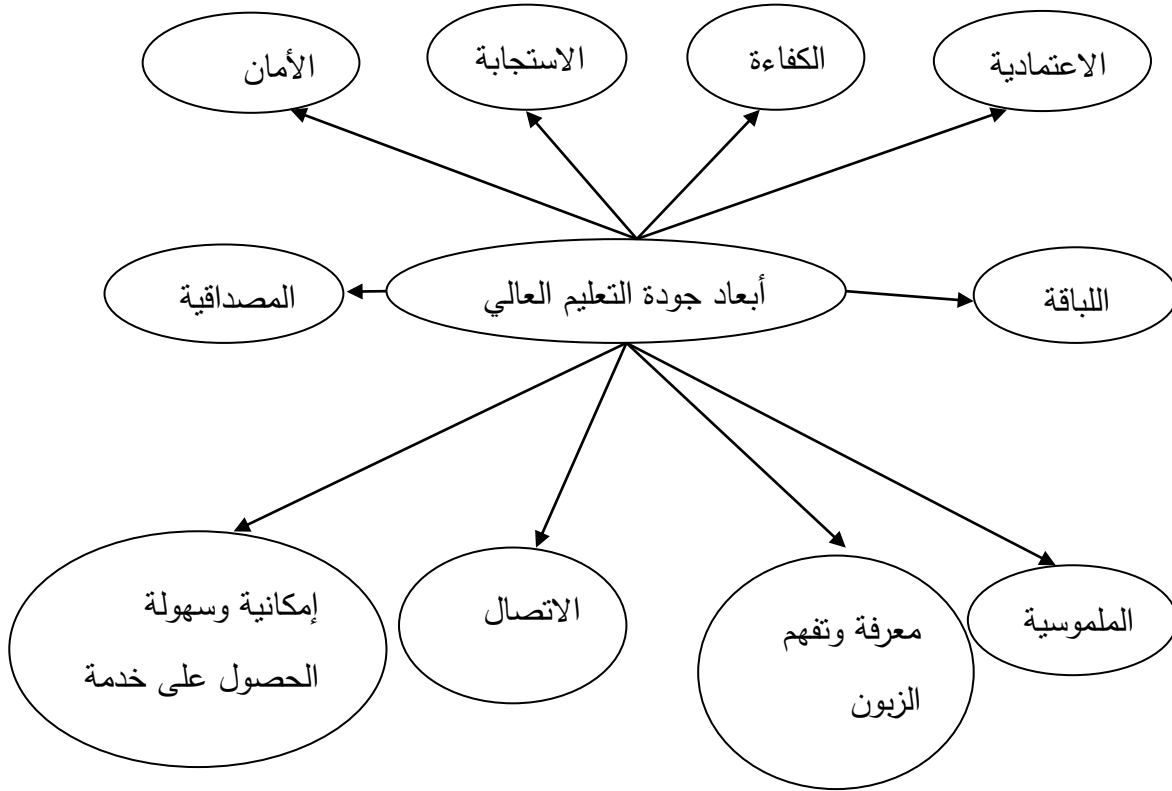 الاعتمادية
الكفاءة
الاستجابة
الأمان
اللباقة
أبعاد جودة التعليم العالي
المصداقية
الملموسية
معرفة وتفهم
الزبون
الاتصال
إمكانية وسهولة
الحصول على خدمة